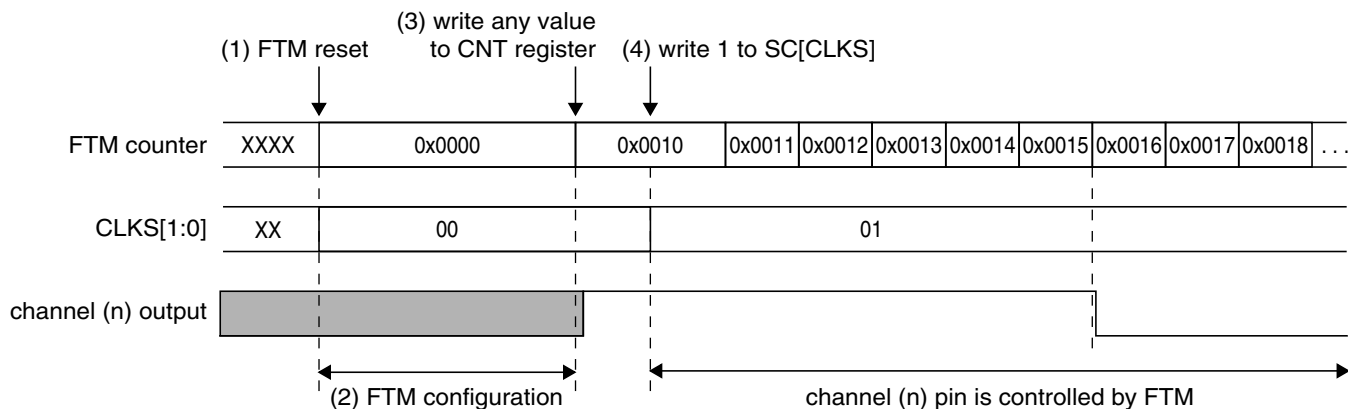 (3) write any value
(1) FTM reset to CNT register (4) write 1 to SC[CLKS]
FTM counter XXXX 0x0000 0x0010 0x0011 0x0012 0x0013 0x0014 0x0015 0x0016 0x0017 0x0018 ...
CLKS[1:0] XX 00 01
channel (n) output
(2) FTM configuration channel (n) pin is controlled by FTM